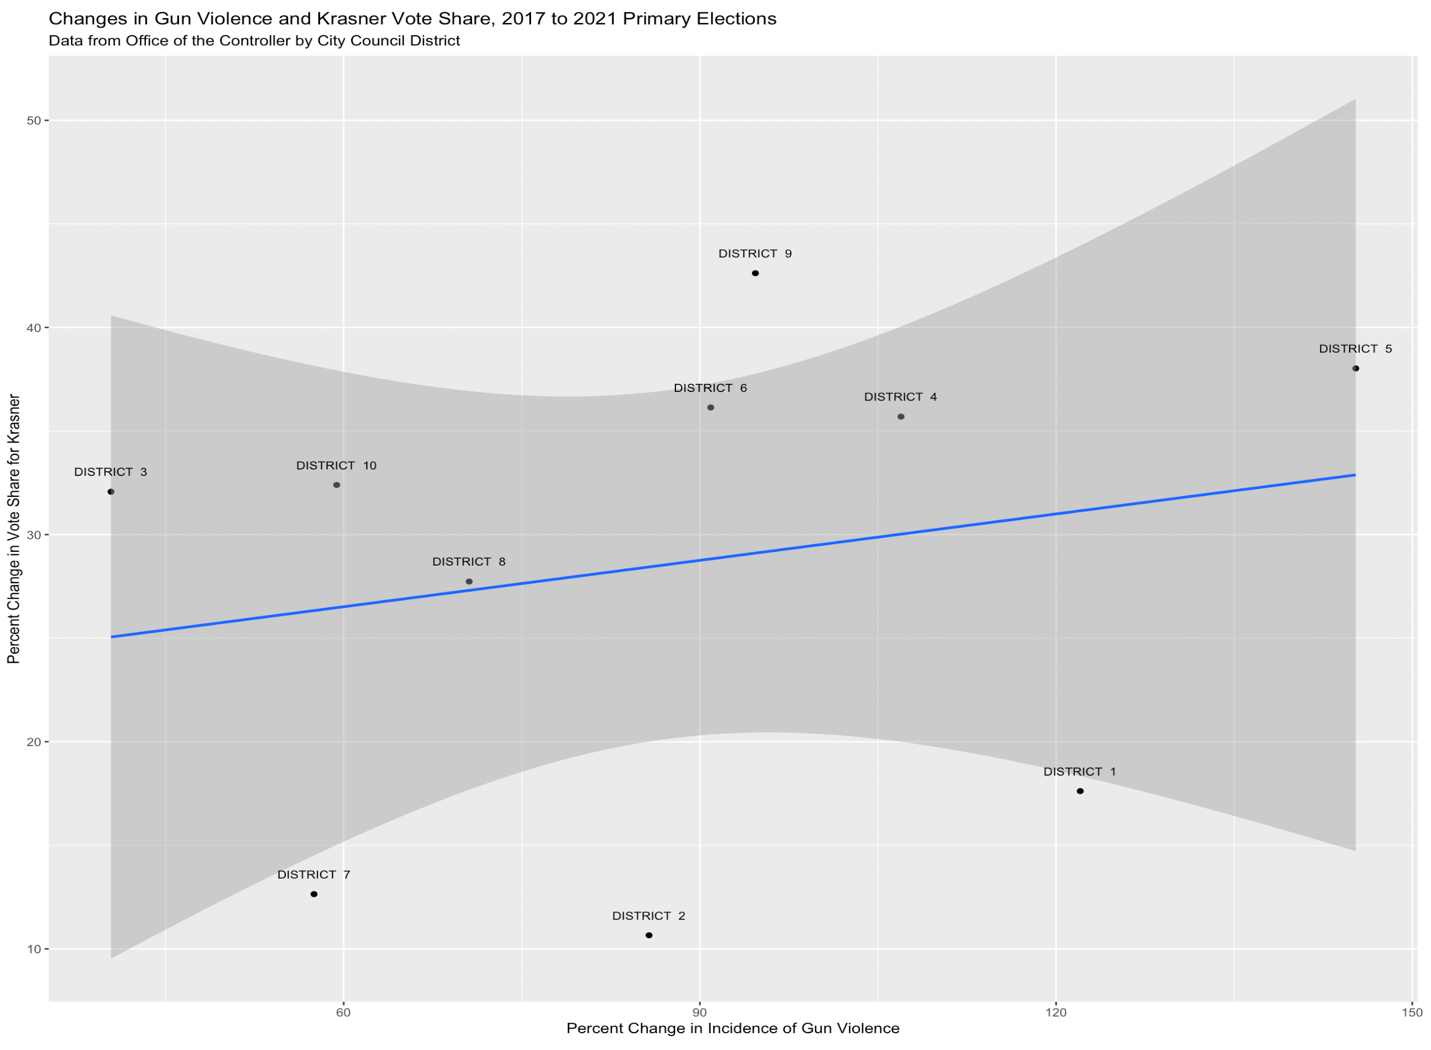 Changes in Gun Violence and Krasner Vote Share, 2017 to 2021 Primary Elections
Data from Office of the Controller by City Council District
Percent Change in Vote Share for Krasner
50
40
30
20
10
DISTRICT 9
DISTRICT 5
DISTRICT 6
DISTRICT 4
DISTRICT 10
DISTRICT 3
DISTRICT 8
DISTRICT 1
DISTRICT 7
DISTRICT 2
60
90
120
150
Percent Change in Incidence of Gun Violence